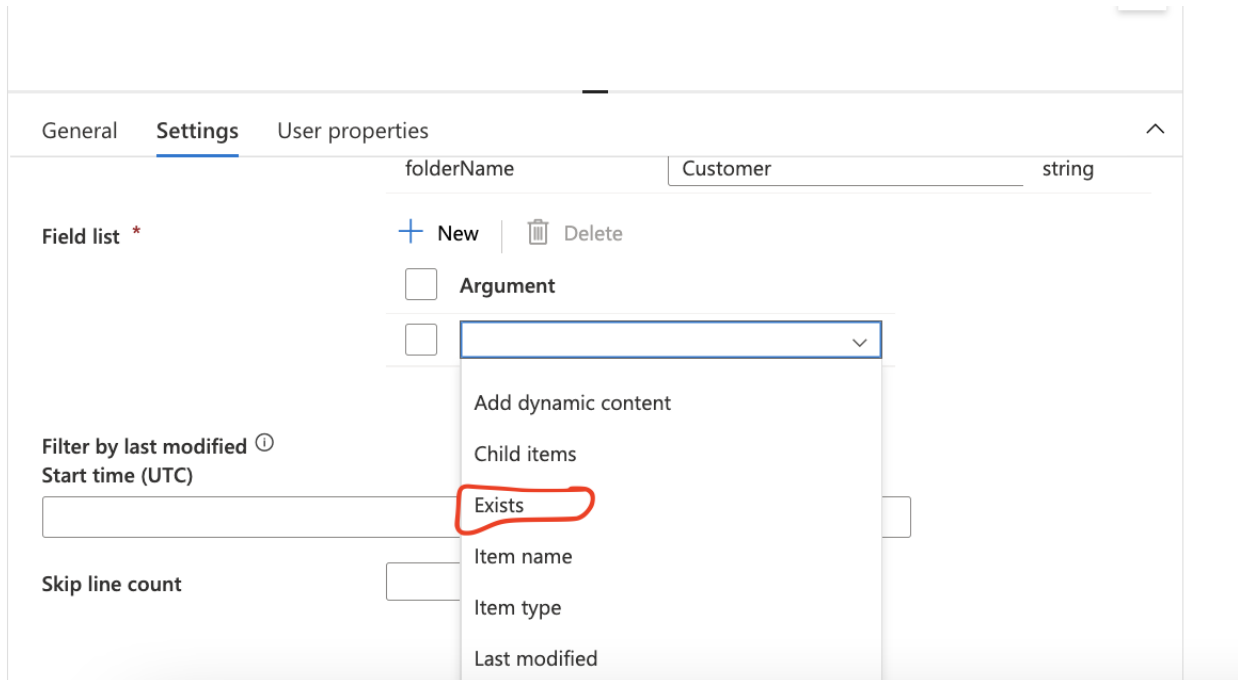 General Settings User properties
folderName Customer string
Field list *
New Delete
Argument
Add dynamic content
Child items
Filter by last modified
Start time (UTC)
Exists
Item name
Skip line count
Item type
Last modified